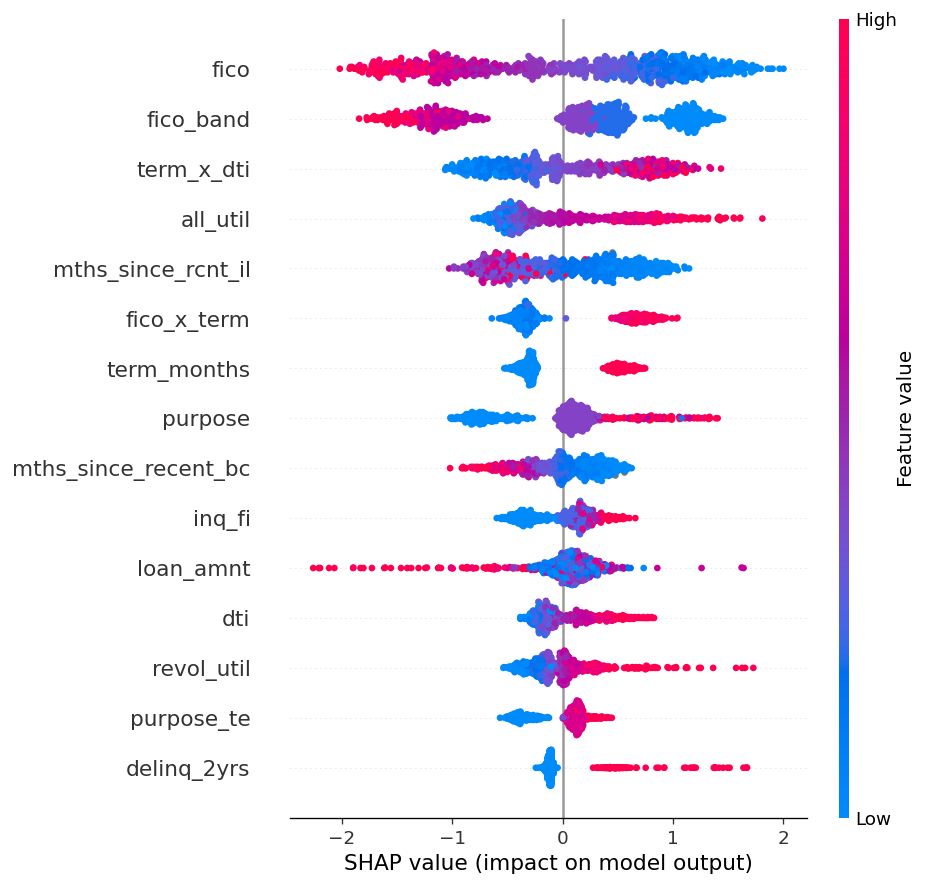 High
fico
fico_band
term_x_dti
all_util
mths_since_rcnt_il
fico_x_term
term_months
purpose
mths_since_recent_bc
inq_fi
loan_amnt
dti
revol_util
purpose_te
delinq_2yrs
Feature value
Low
−2 −1 0 1 2
SHAP value (impact on model output)